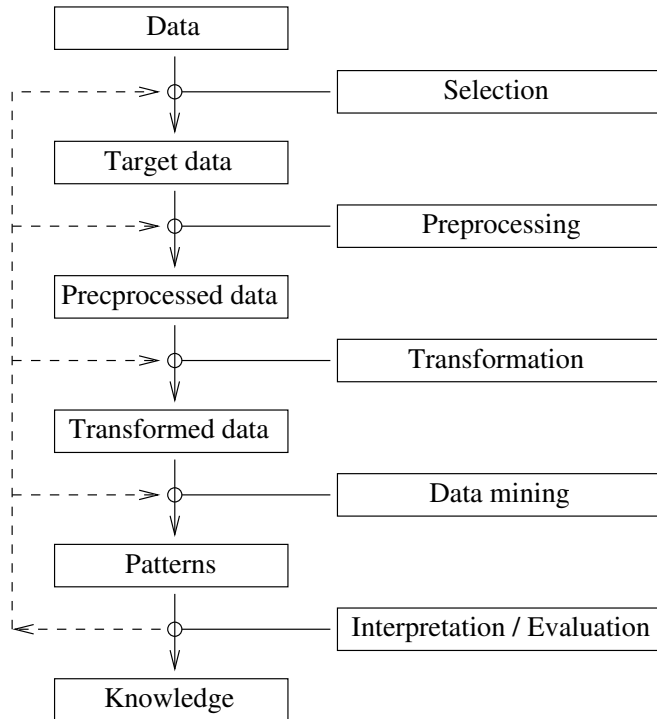 Data
Selection
Target data
Preprocessing
Precprocessed data
Transformation
Transformed data
Data mining
Patterns
Interpretation / Evaluation
Knowledge